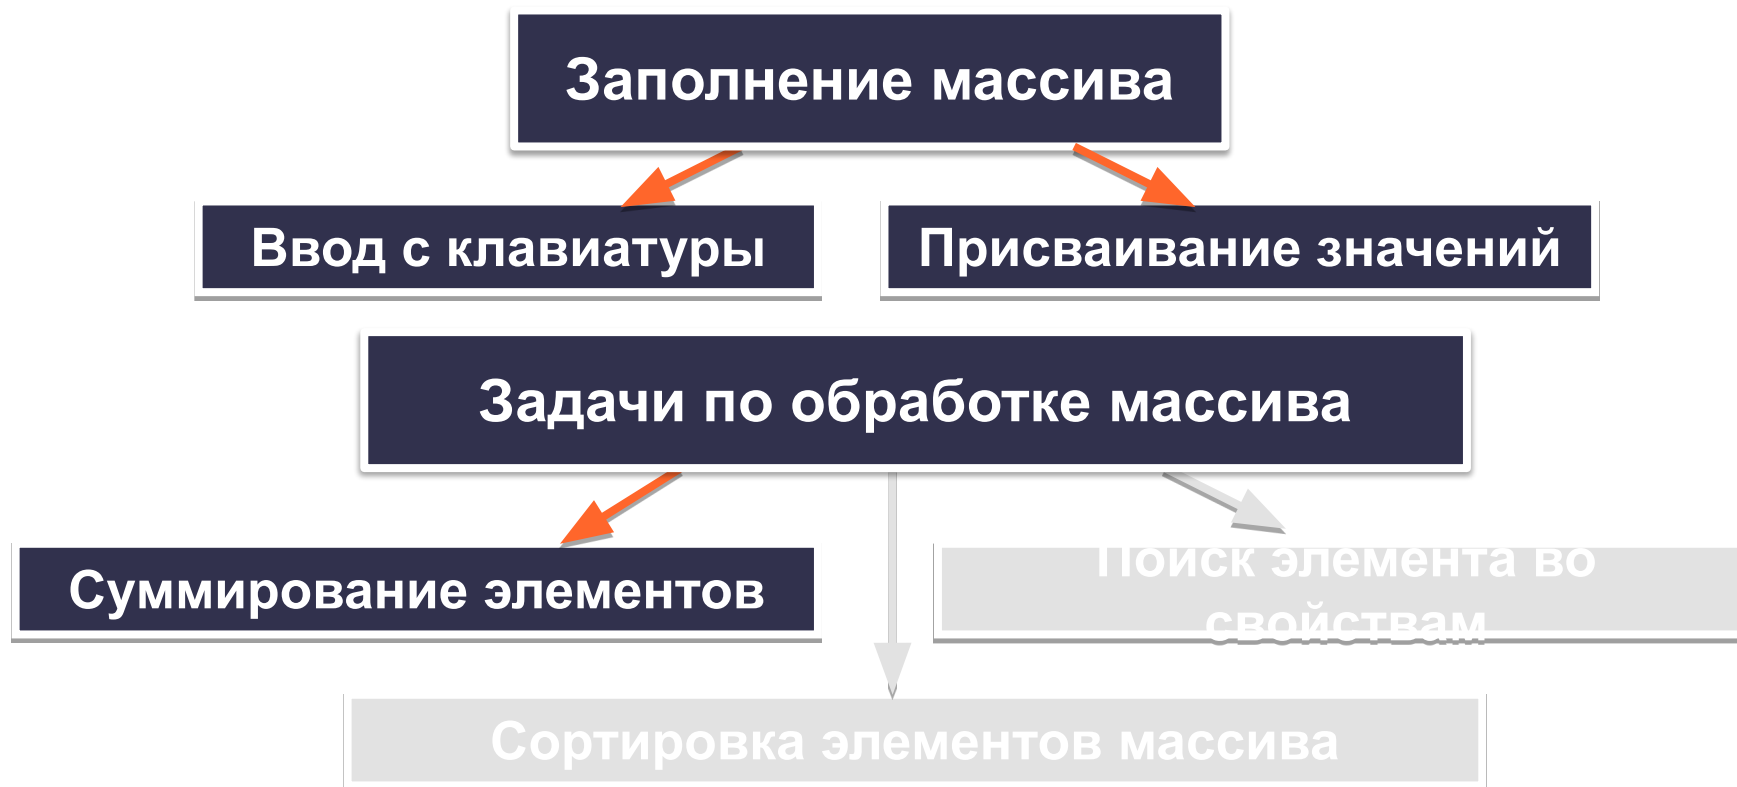 Заполнение массива
Ввод с клавиатуры
Присваивание значений
Задачи по обработке массива
Суммирование элементов
Поиск элемента во
свойствам
Сортировка элементов массива